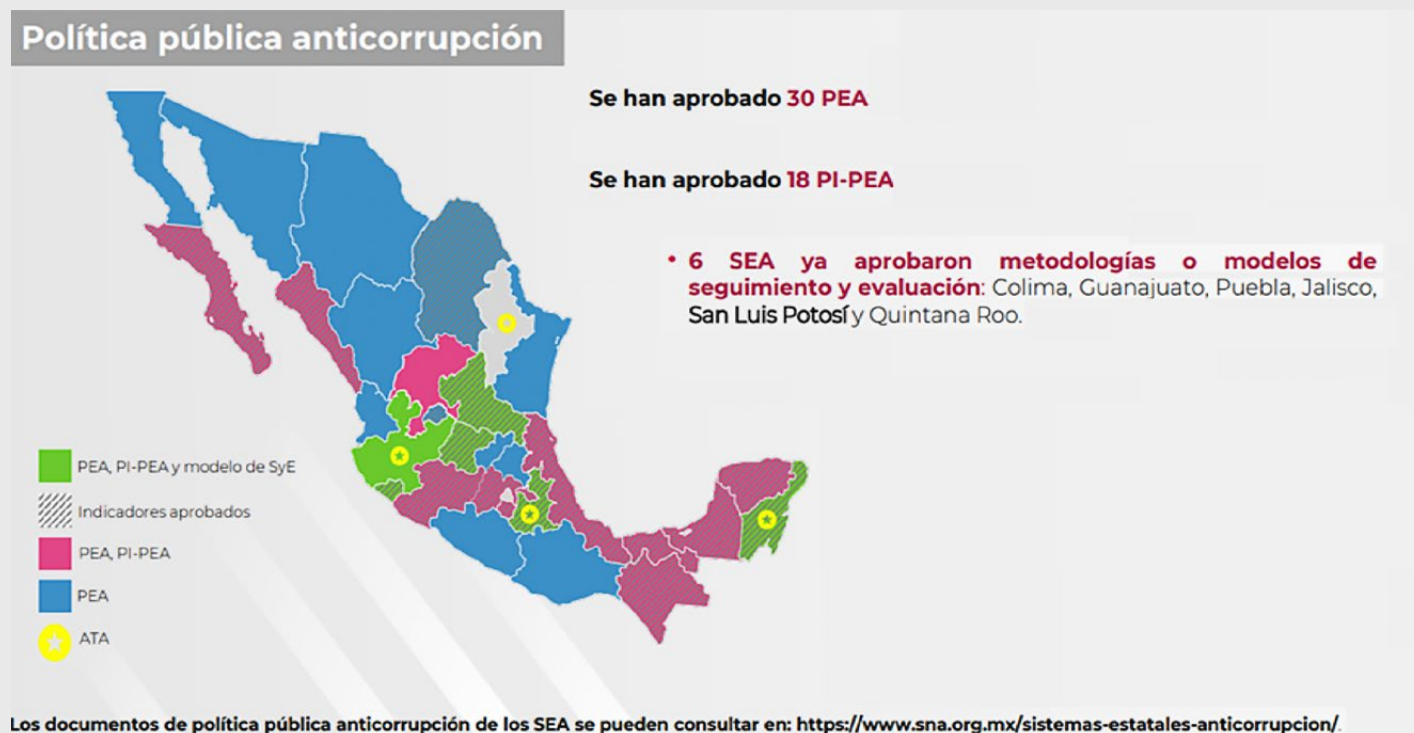 Política pública anticorrupción
Se han aprobado 30 PEA
Se han aprobado 18 PI-PEA
• 6 SEA ya aprobaron metodologías o modelos de
seguimiento y evaluación: Colima, Guanajuato, Puebla, Jalisco,
San Luis Potosí y Quintana Roo.
PEA, PI-PEA y modelo de SyE
Indicadores aprobados
PEA, PI-PEA
PEA
ATA
Los documentos de política pública anticorrupción de los SEA se pueden consultar en: https://www.sna.org.mx/sistemas-estatales-anticorrupcion/.